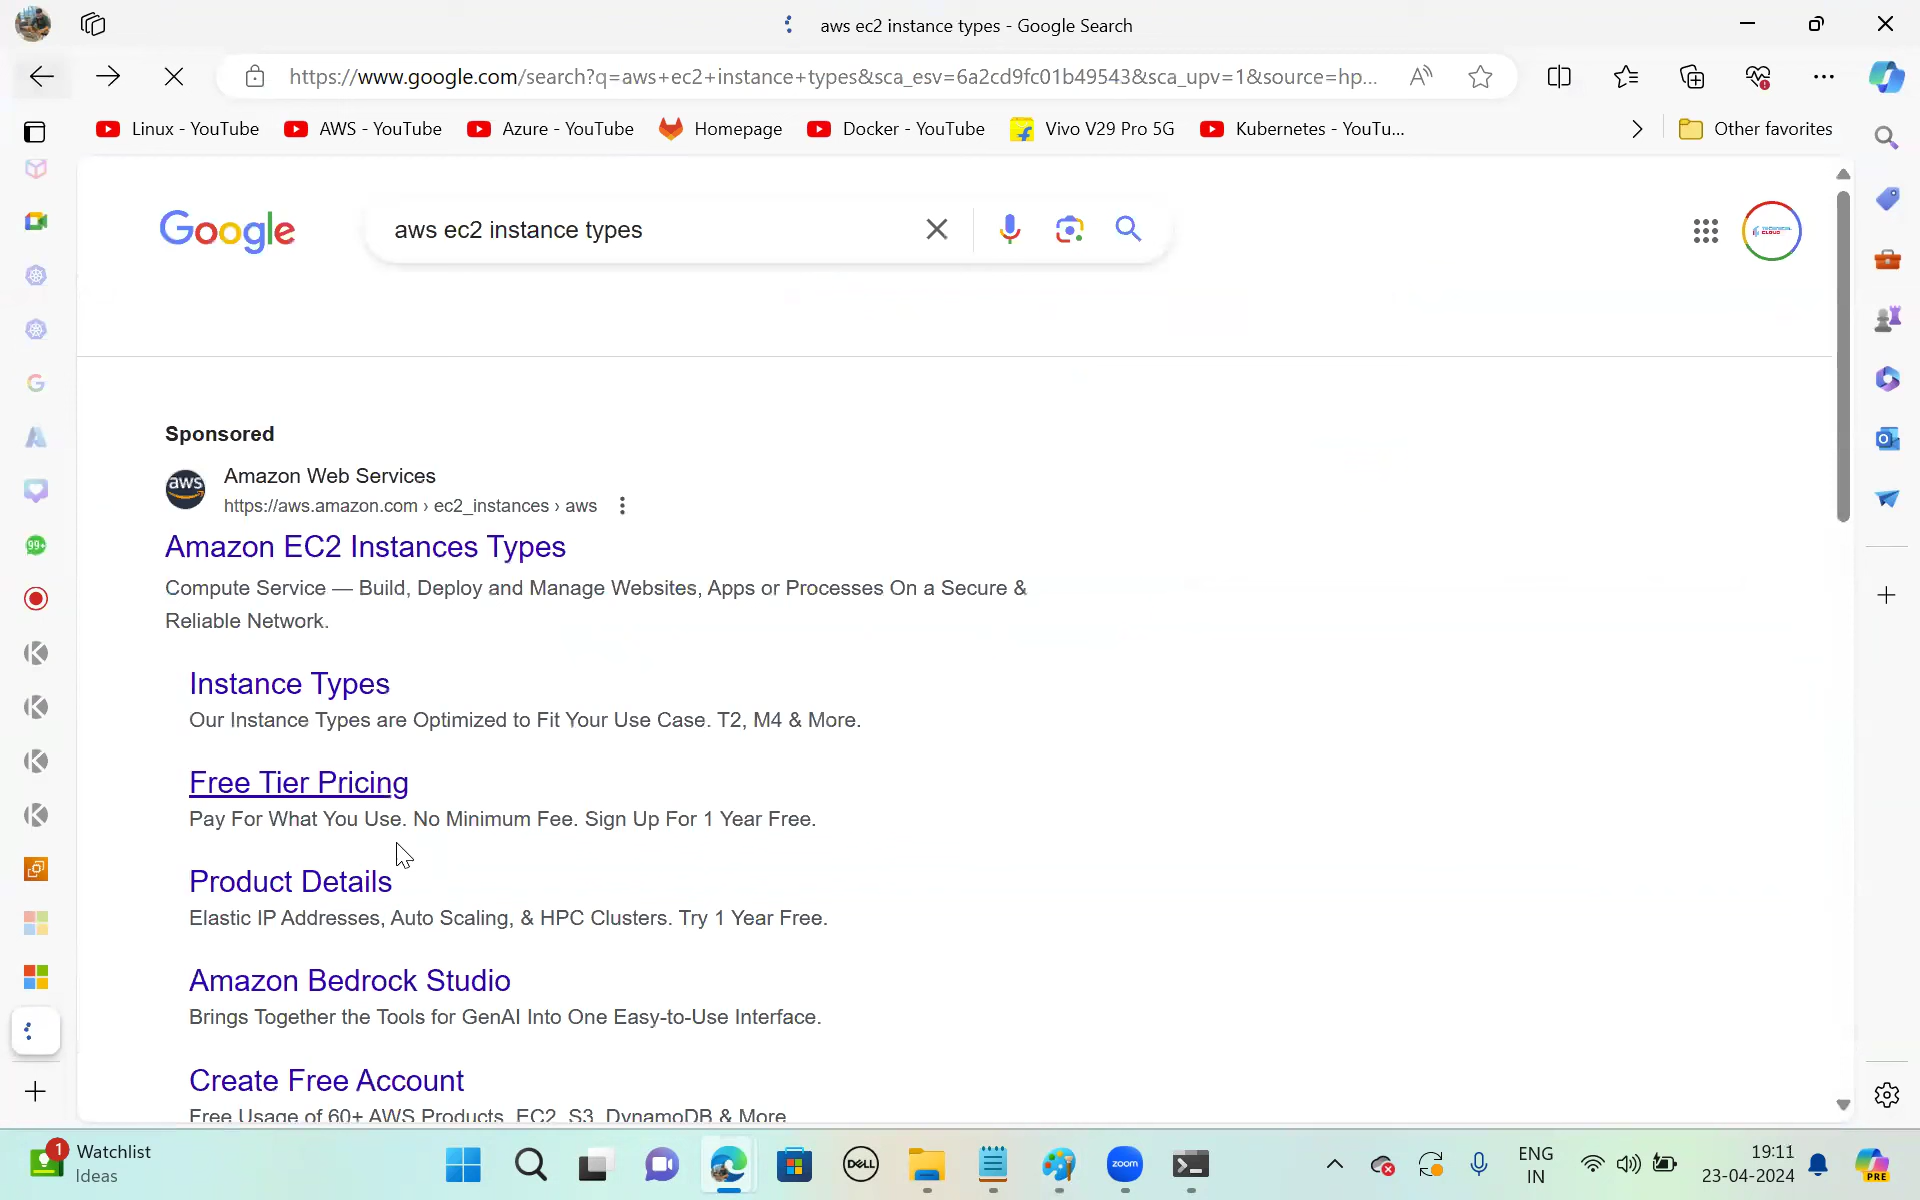 aws ec2 instance types - Google Search
https://www.google.com/search?q=aws+ec2+instance+types&sca_esv=6a2cd9fc01b49543&sca_upv=1&source=hp...
Linux - YouTube
AWS - YouTube
Azure - YouTube
Homepage
Docker - YouTube
Vivo V29 Pro 5G
Kubernetes - YouTu...
Other favorites
Google
aws ec2 instance types
Sponsored
aws
Amazon Web Services
https://aws.amazon.com › ec2_instances › aws
Amazon EC2 Instances Types
Compute Service — Build, Deploy and Manage Websites, Apps or Processes On a Secure &
Reliable Network.
Instance Types
Our Instance Types are Optimized to Fit Your Use Case. T2, M4 & More.
Free Tier Pricing
Pay For What You Use. No Minimum Fee. Sign Up For 1 Year Free.
Product Details
Elastic IP Addresses, Auto Scaling, & HPC Clusters. Try 1 Year Free.
Amazon Bedrock Studio
Brings Together the Tools for GenAI Into One Easy-to-Use Interface.
Create Free Account
Free Usage of 60+ AWS Products, EC2, S3, DynamoDB & More
99+
1
Watchlist
Ideas
DELL
zoom
ENG
IN
19:11
23-04-2024
PRE